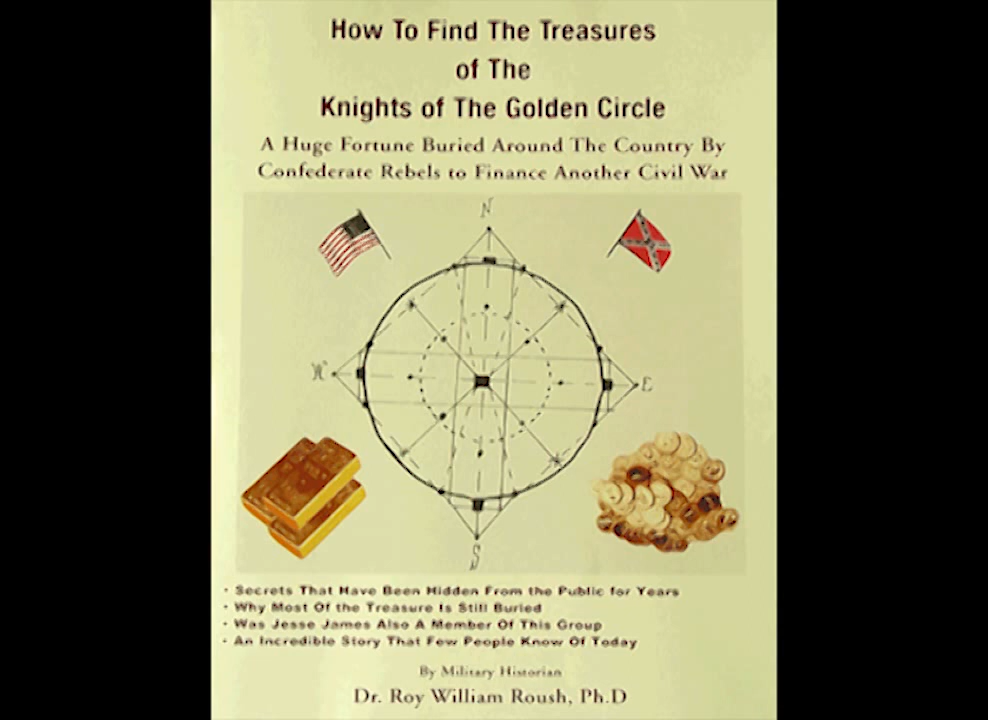 How To Find The Treasures
of The
Knights of The Golden Circle
A Huge Fortune Buried Around The Country By
Confederate Rebels to Finance Another Civil War
N
W
E
S
· Secrets That Have Been Hidden From the Public for Years
· Why Most Of the Treasure Is Still Buried
· Was Jesse James Also A Member Of This Group
· An Incredible Story That Few People Know Of Today
By Military Historian
Dr. Roy William Roush, Ph.D